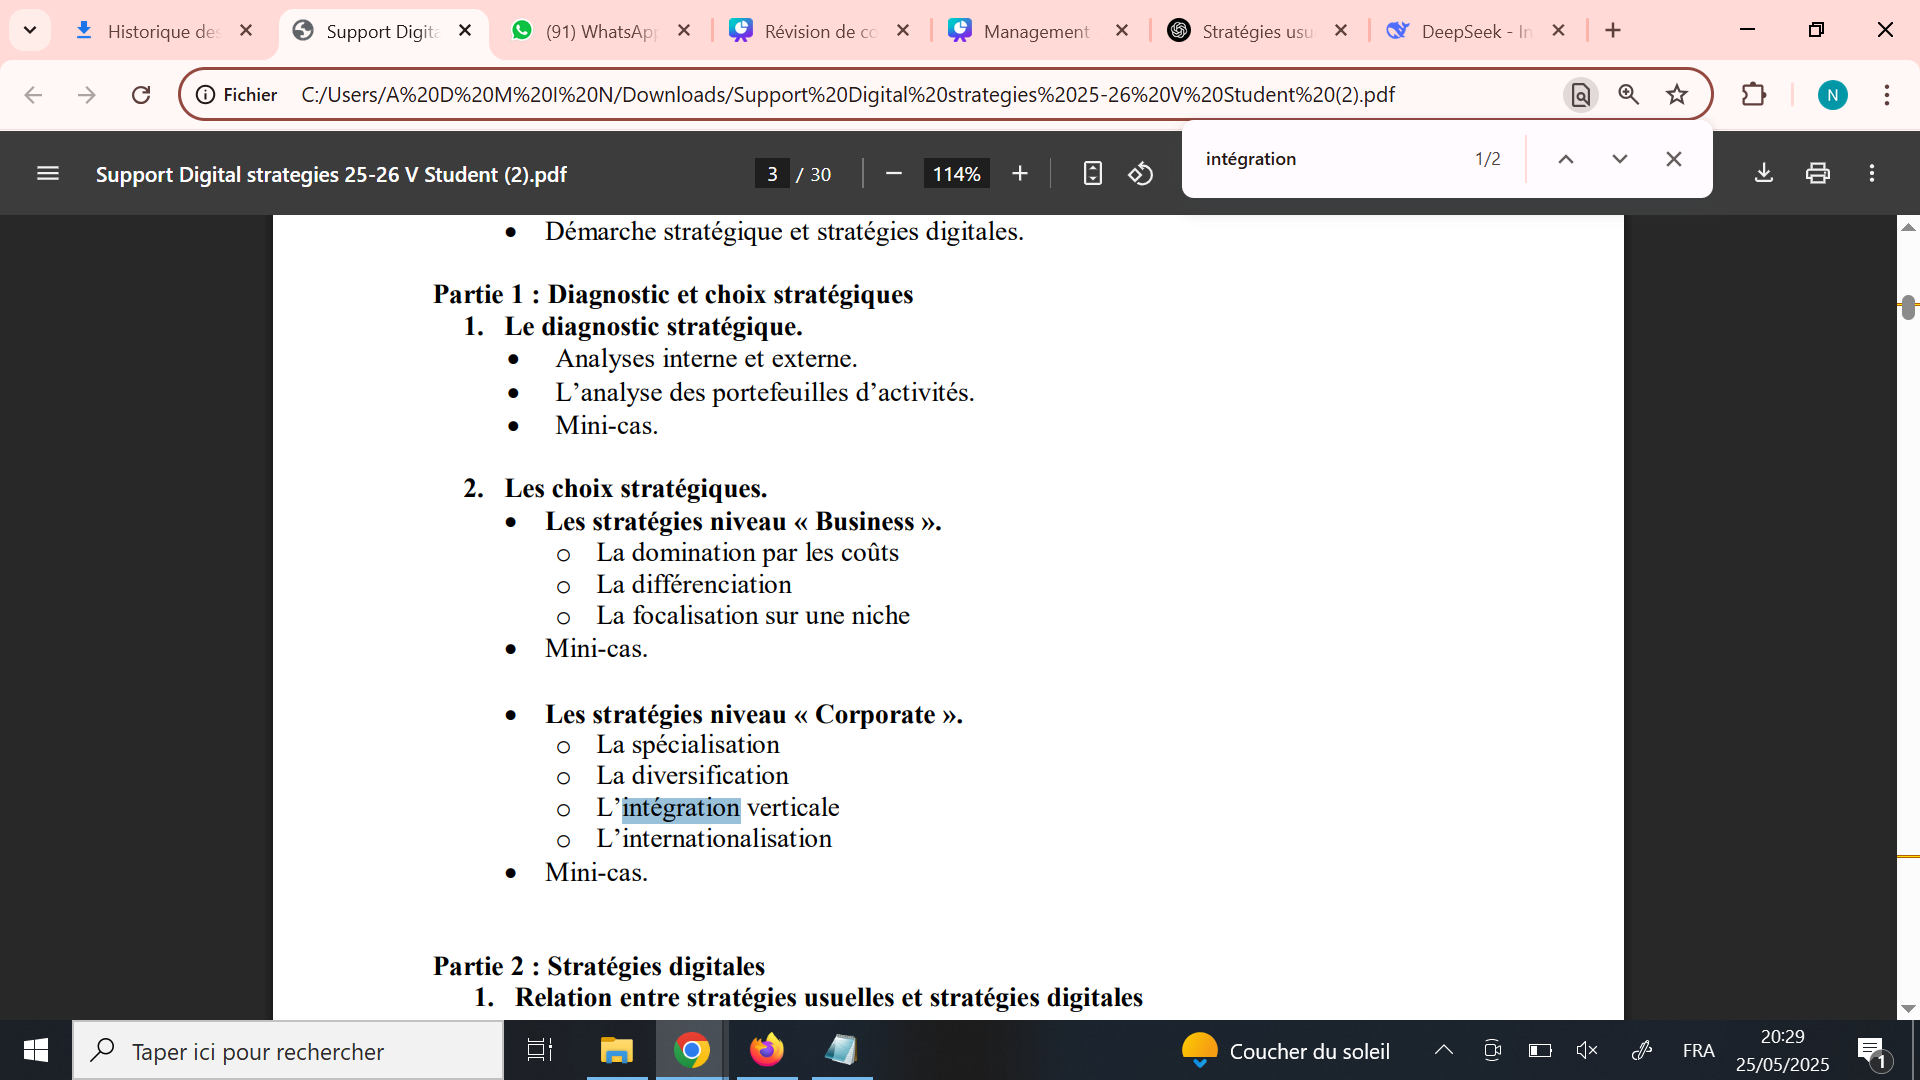 Historique des
Support Digita
(91) WhatsApp
Révision de co
Management
Stratégies usu
DeepSeek - In
Fichier
C:/Users/A%20D%20M%20I%20N/Downloads/Support%20Digital%20strategies%2025-26%20V%20Student%20(2).pdf
N
intégration
1/2
Support Digital strategies 25-26 V Student (2).pdf
3 / 30
114%
• Démarche stratégique et stratégies digitales.
Partie 1 : Diagnostic et choix stratégiques
1. Le diagnostic stratégique.
• Analyses interne et externe.
• L’analyse des portefeuilles d’activités.
• Mini-cas.
2. Les choix stratégiques.
• Les stratégies niveau « Business ».
o La domination par les coûts
o La différenciation
o La focalisation sur une niche
• Mini-cas.
• Les stratégies niveau « Corporate ».
o La spécialisation
o La diversification
o L’intégration verticale
o L’internationalisation
• Mini-cas.
Partie 2 : Stratégies digitales
1. Relation entre stratégies usuelles et stratégies digitales
Taper ici pour rechercher
Coucher du soleil
FRA
20:29
25/05/2025
1